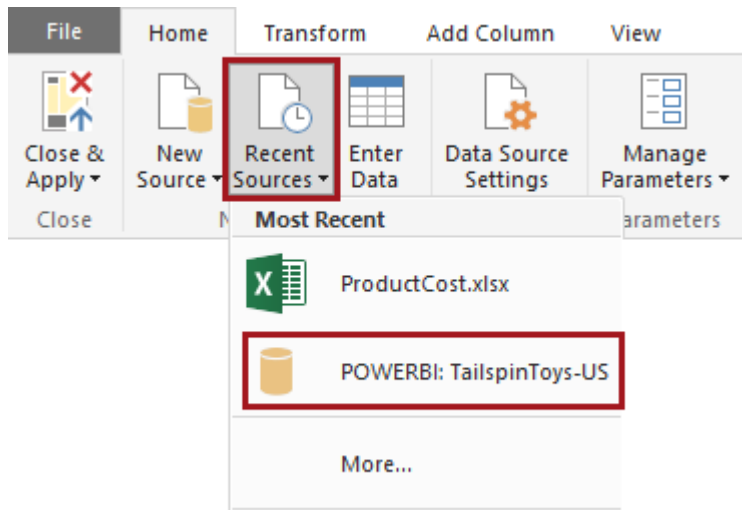 File Home Transform Add Column View
Close & New Recent Enter Data Source Manage
Apply Source Sources Data Settings Parameters
Close
Most Recent
ProductCost.xlsx
POWERBI: TailspinToys-US
More...